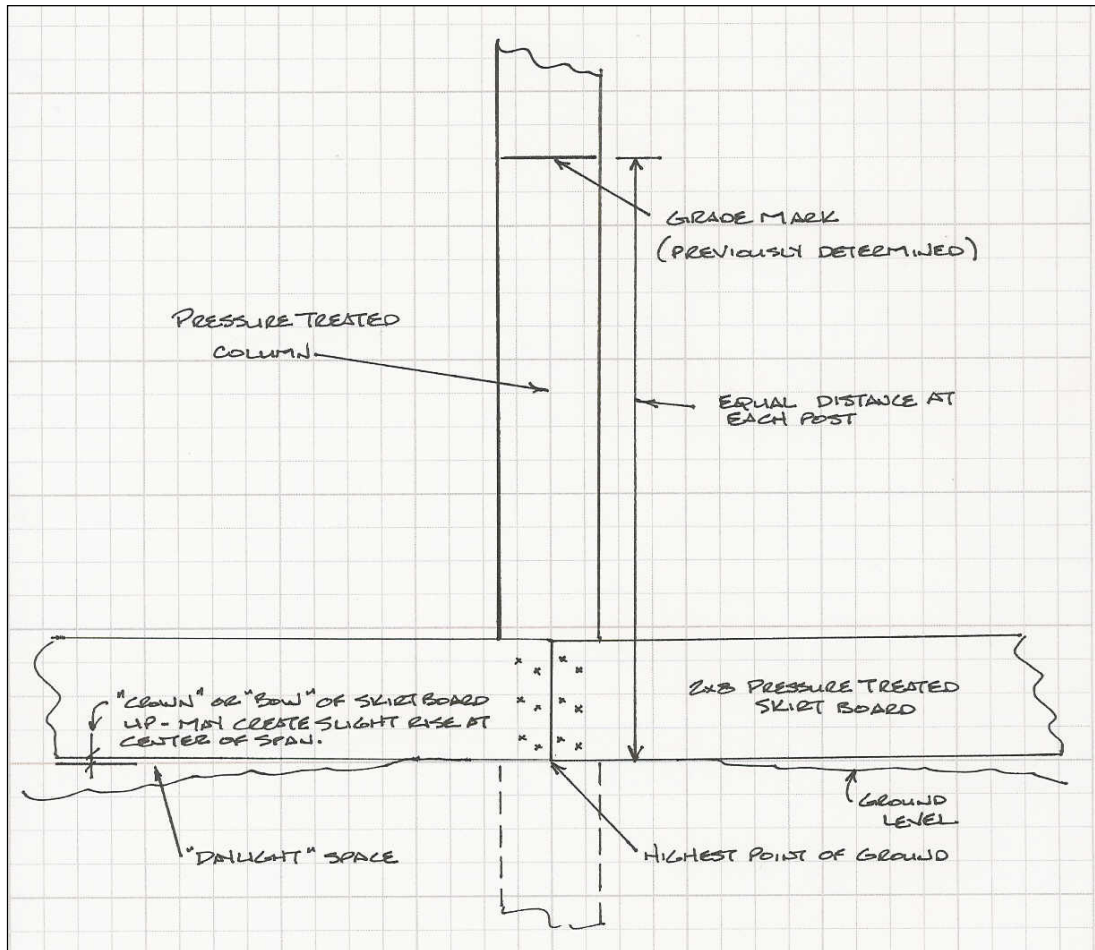 GRADE MARK
(PREVIOUSLY DETERMINED)
PRESSURE TREATED
COLUMN
EQUAL DISTANCE AT
EACH POST
"CROWN" OR "BOW" OF SKIRT BOARD
UP - MAY CREATE SLIGHT RISE AT
CENTER OF SPAN.
2x8 PRESSURE TREATED
SKIRT BOARD
GROUND
LEVEL
"DAYLIGHT" SPACE
HIGHEST POINT OF GROUND